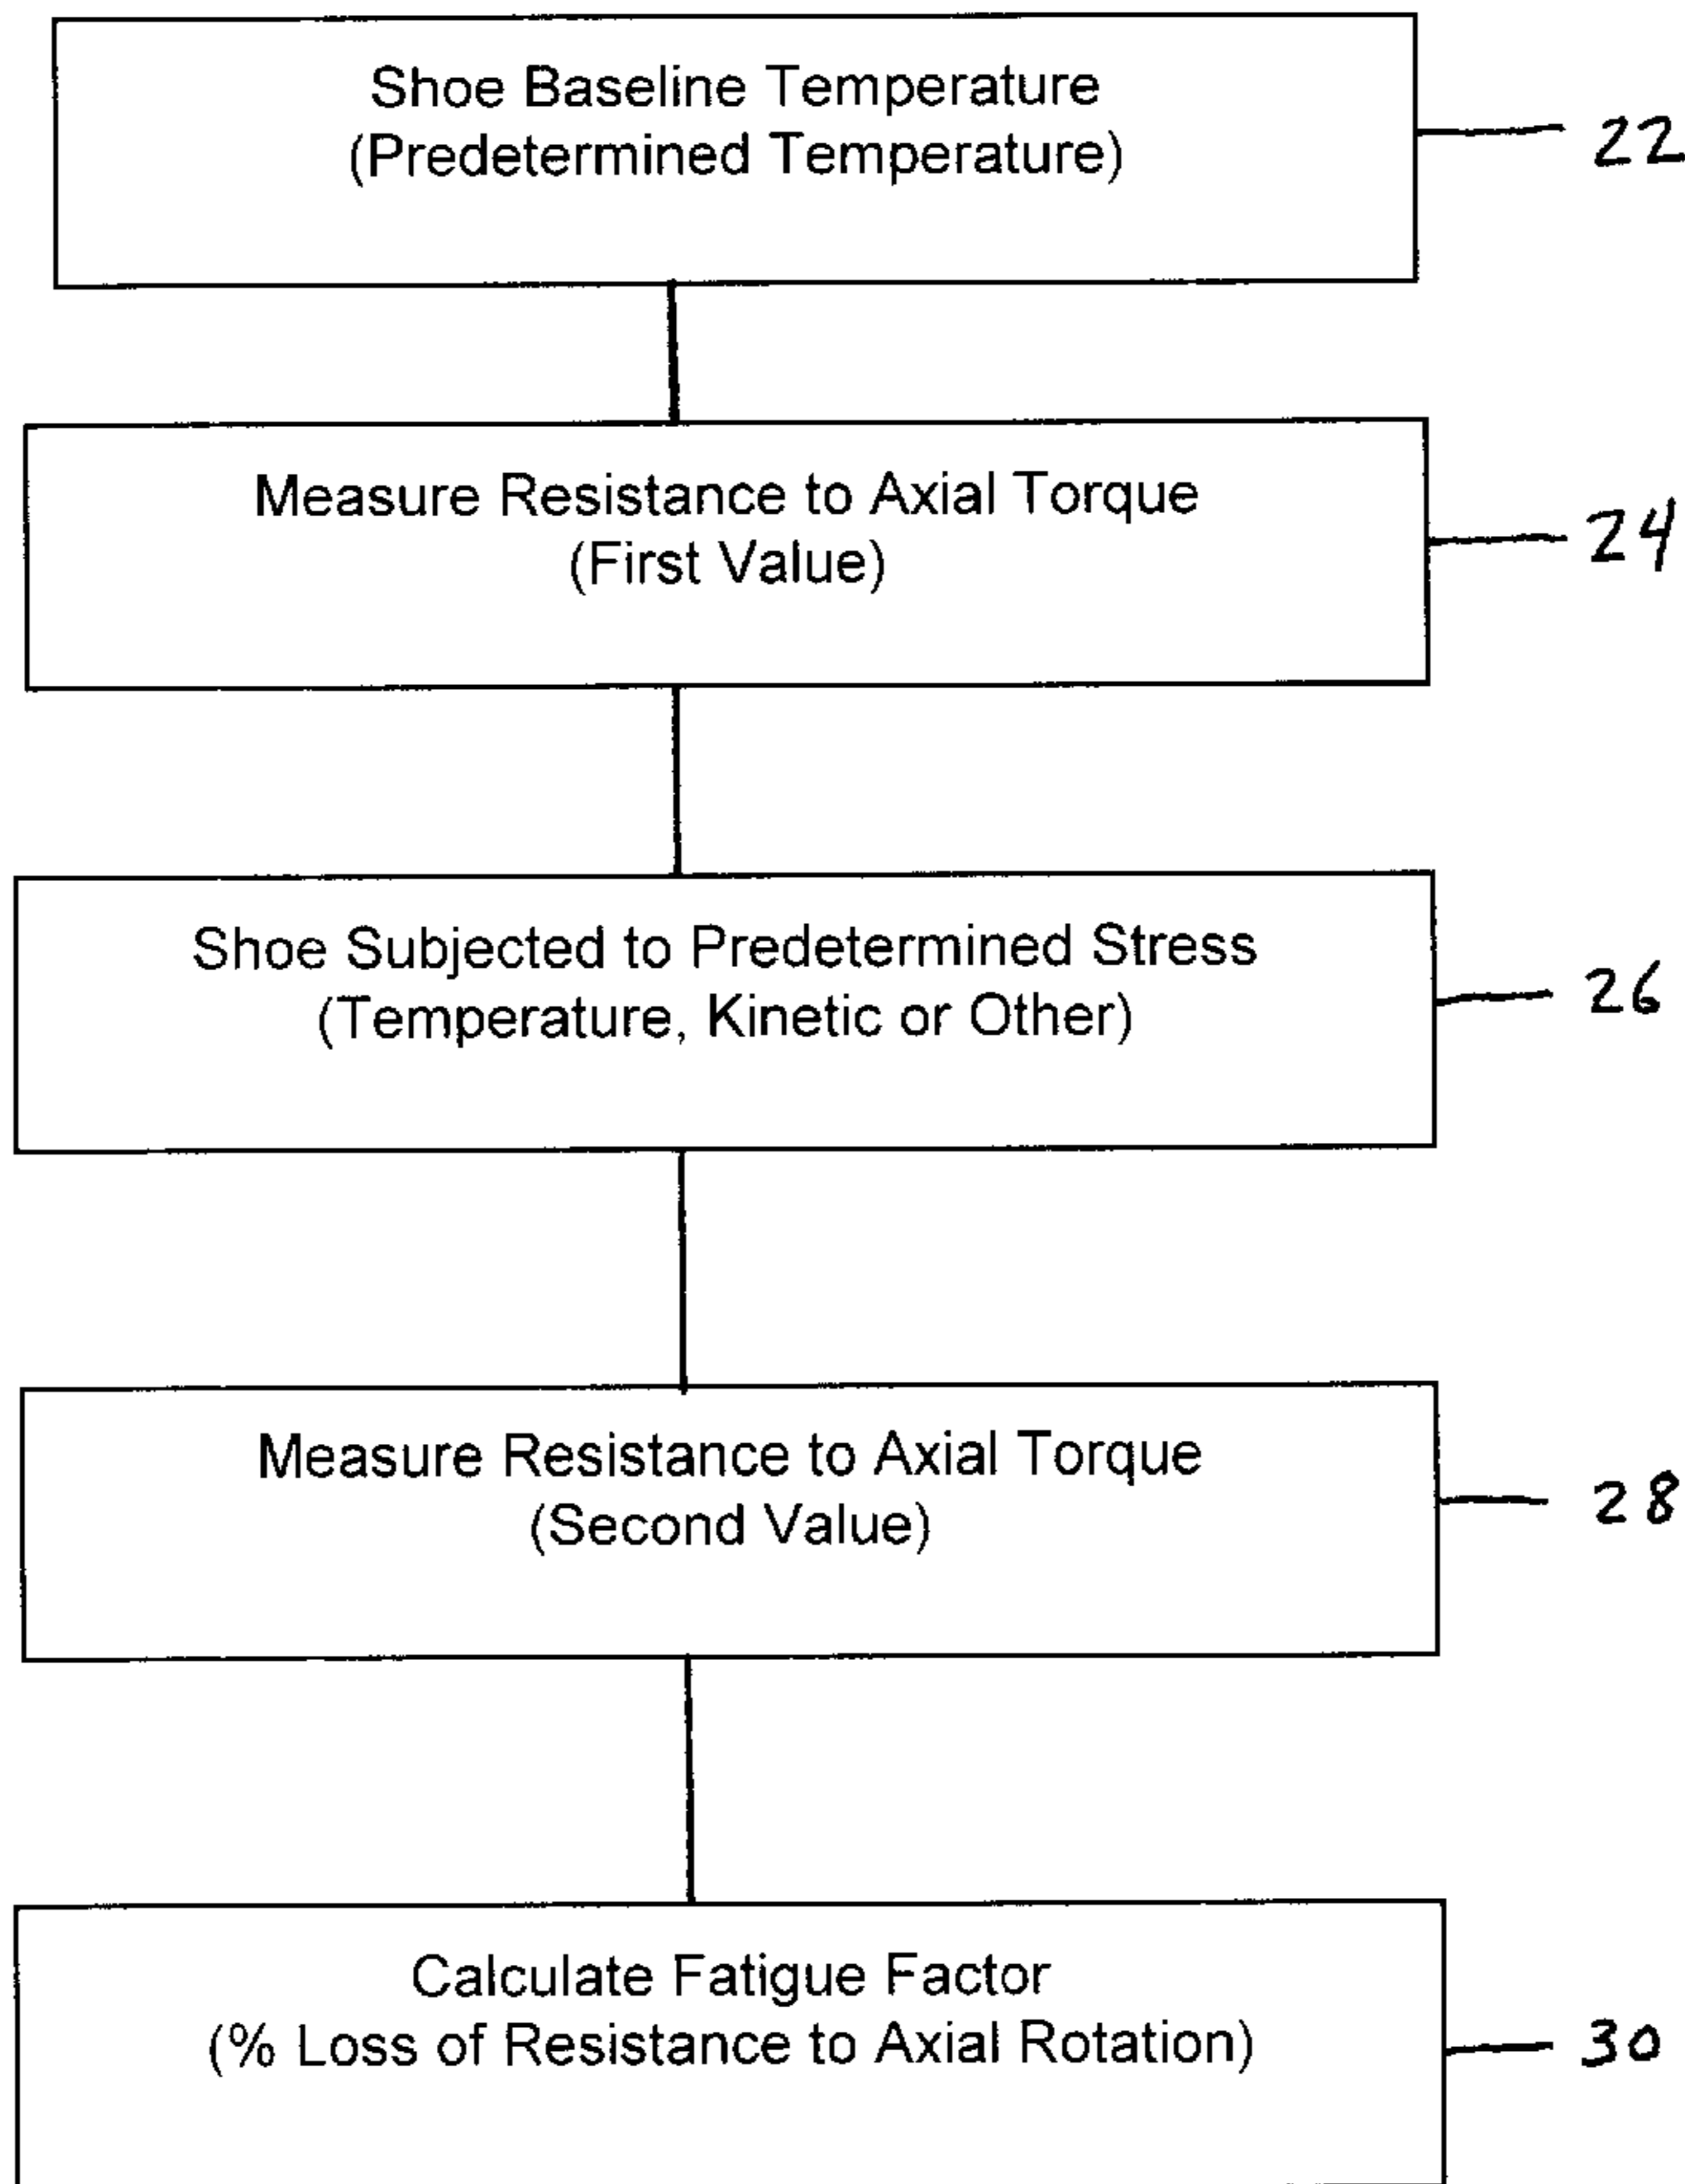 Shoe Baseline Temperature
(Predetermined Temperature)
22
Measure Resistance to Axial Torque
(First Value)
24
Shoe Subjected to Predetermined Stress
(Temperature, Kinetic or Other)
26
Measure Resistance to Axial Torque
(Second Value)
28
Calculate Fatigue Factor
(% Loss of Resistance to Axial Rotation)
30